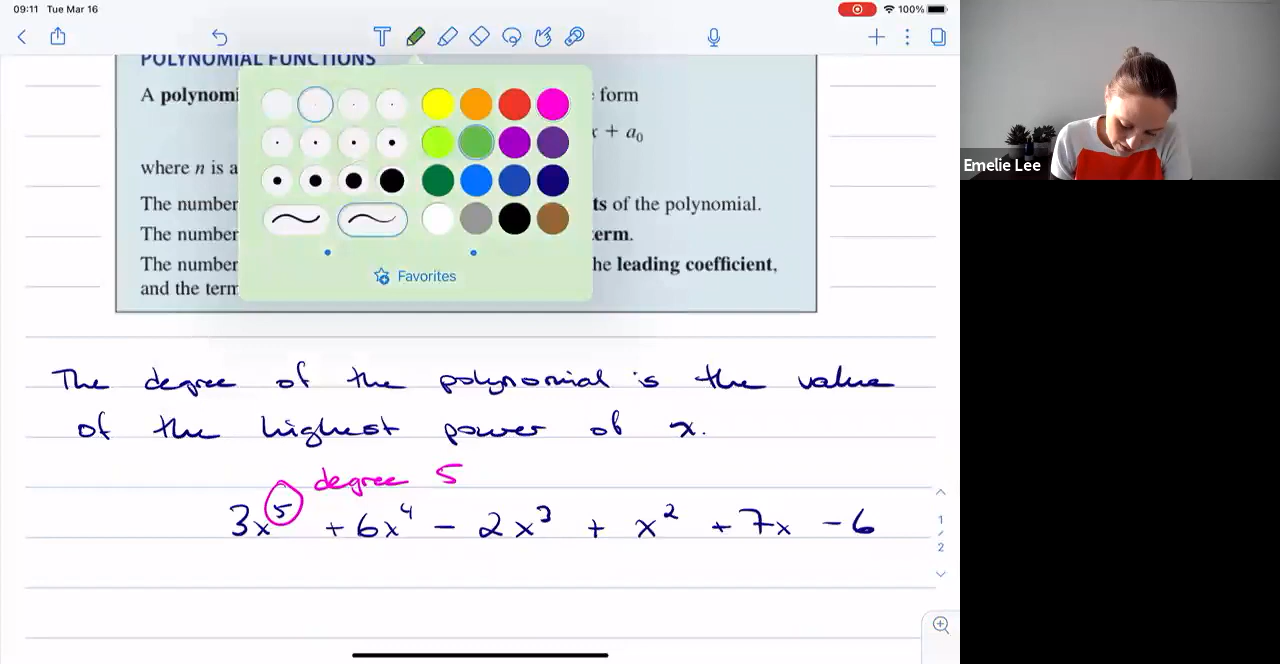 09:11 Tue Mar 16
100%
POLYNOMIAL FUNCTIONS
A polynomi form
x + a₀
where n is a
The number ts of the polynomial.
The number erm.
The number he leading coefficient,
and the term
Favorites
The degree of the polynomial is the value
of the highest power of x.
degree 5
3x⁵ + 6x⁴ - 2x³ + x² + 7x - 6
1
/
2
Emelie Lee